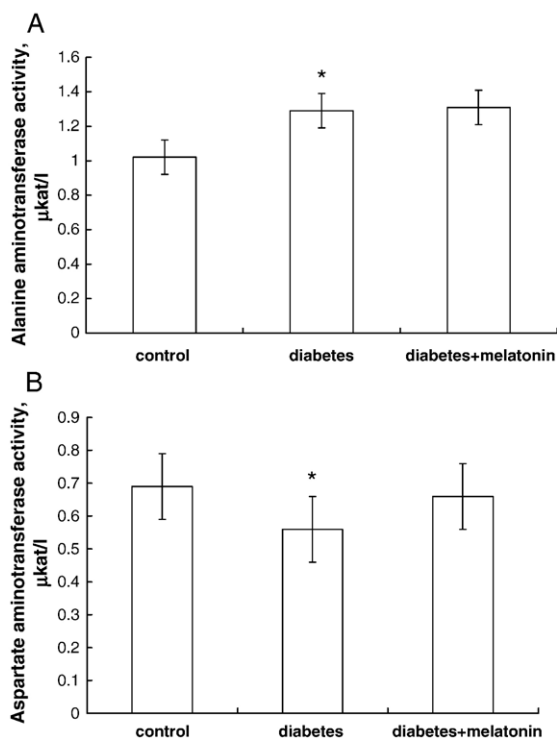 A
Alanine aminotransferase activity,
μkat/l
1.6
1.4
1.2
1
0.8
0.6
0.4
0.2
0
*
control diabetes diabetes+melatonin
B
Aspartate aminotransferase activity,
μkat/l
0.9
0.8
0.7
0.6
0.5
0.4
0.3
0.2
0.1
0
*
control diabetes diabetes+melatonin